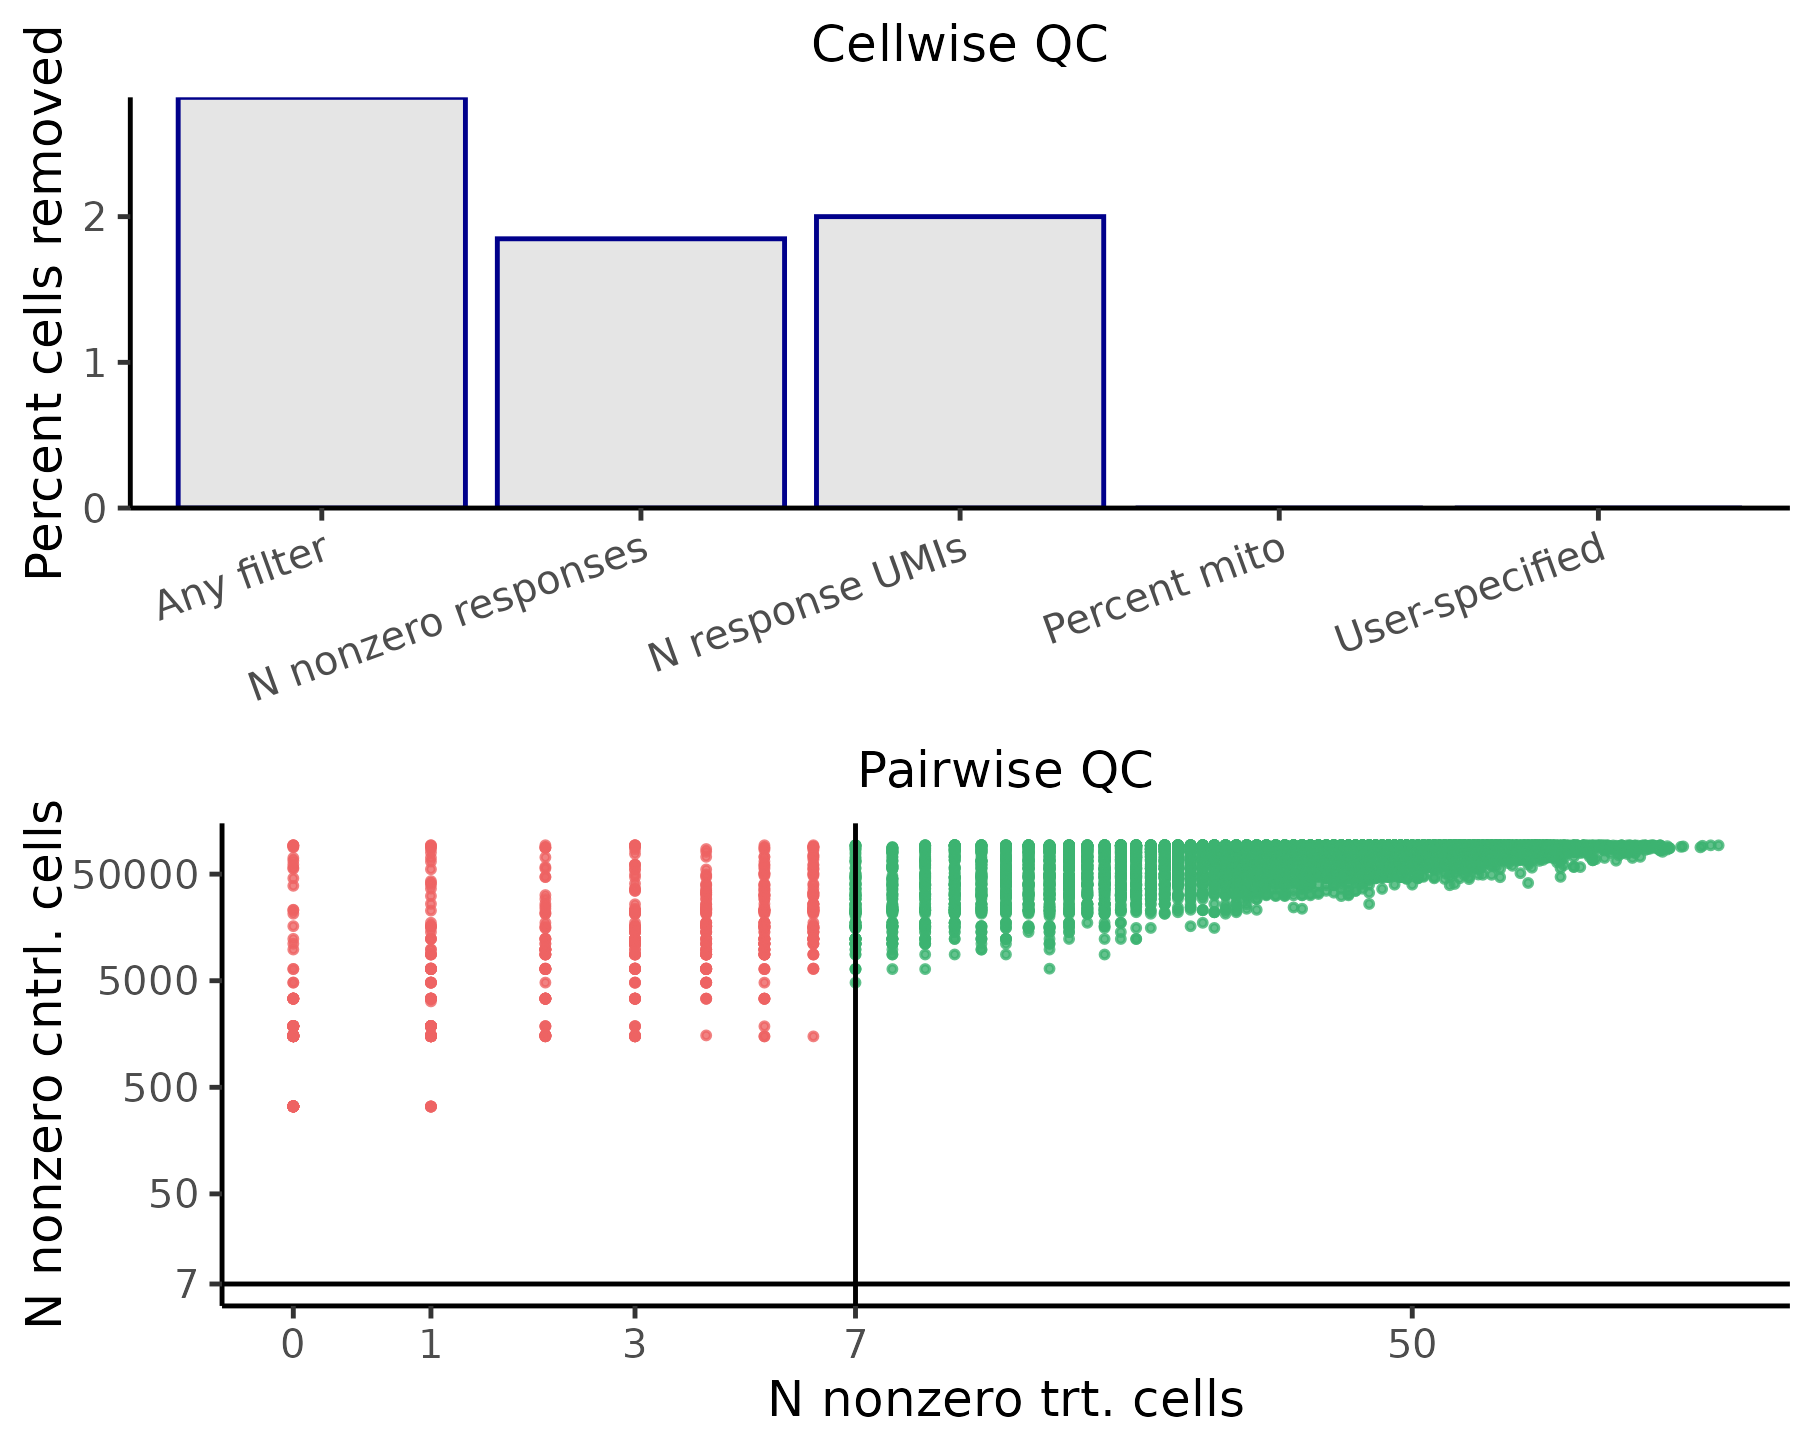 Cellwise QC
Percent cells removed
2
1
0
Any filter
N nonzero responses
N response UMIs
Percent mito
User-specified
Pairwise QC
N nonzero cntrl. cells
50000
5000
500
50
7
0 1 3 7 50
N nonzero trt. cells